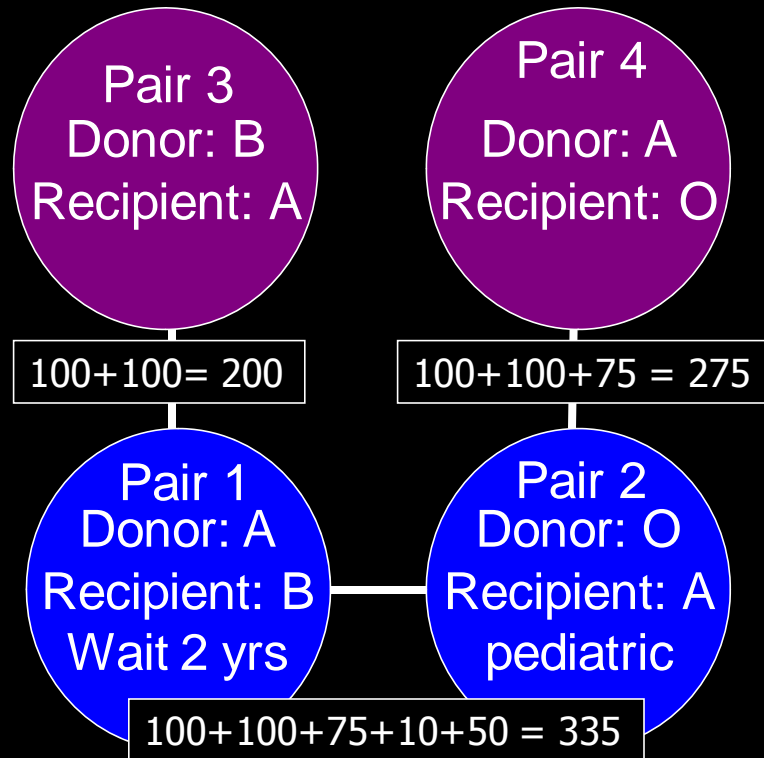 Pair 3
Donor: B
Recipient: A
Pair 4
Donor: A
Recipient: O
100+100= 200
100+100+75 = 275
Pair 1
Donor: A
Recipient: B
Wait 2 yrs
Pair 2
Donor: O
Recipient: A
pediatric
100+100+75+10+50 = 335